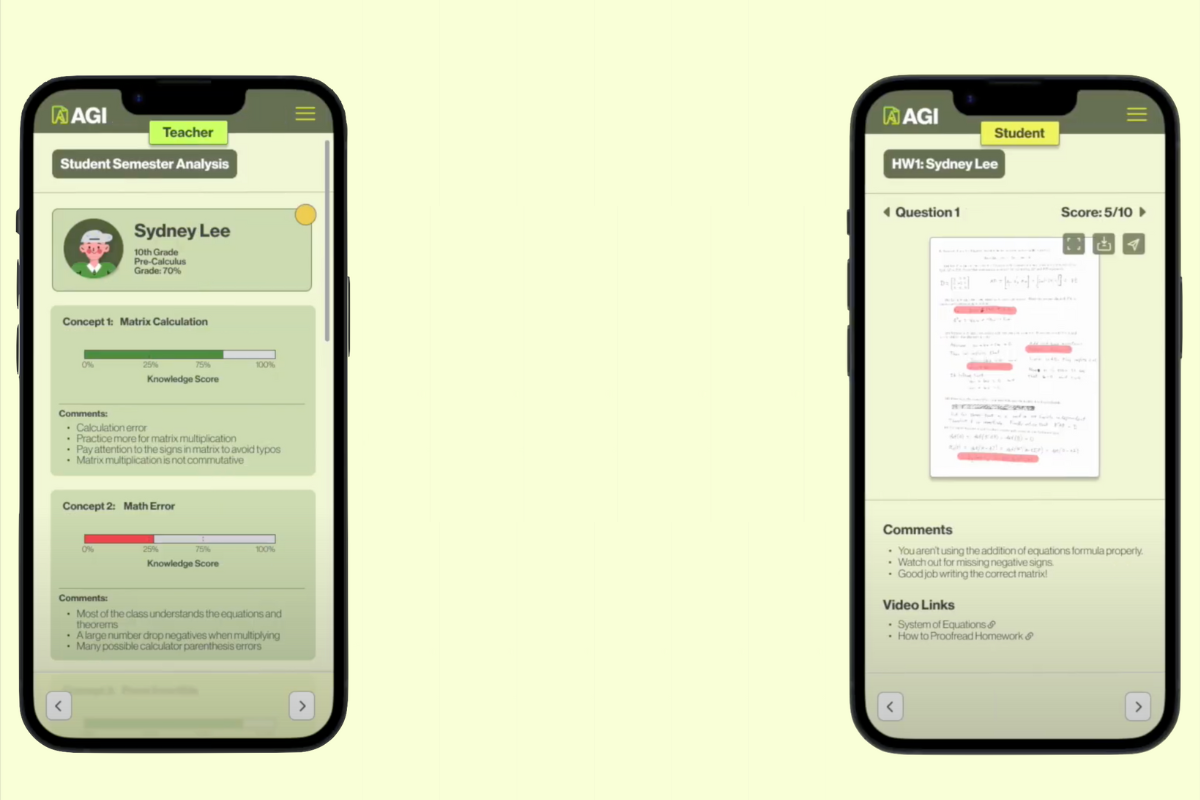 AGI
Teacher
Student Semester Analysis
Sydney Lee
10th Grade
Pre-Calculus
Grade: 70%
Concept 1: Matrix Calculation
0% 25% 75% 100%
Knowledge Score
Comments:
• Calculation error
• Practice more for matrix multiplication
• Pay attention to the signs in matrix to avoid typos
• Matrix multiplication is not commutative
Concept 2: Math Error
0% 25% 75% 100%
Knowledge Score
Comments:
• Most of the class understands the equations and
theorems
• A large number drop negatives when multiplying
• Many possible calculator parenthesis errors
AGI
Student
HW1: Sydney Lee
Question 1 Score: 5/10
Comments
• You aren't using the addition of equations formula properly.
• Watch out for missing negative signs.
• Good job writing the correct matrix!
Video Links
• System of Equations
• How to Proofread Homework